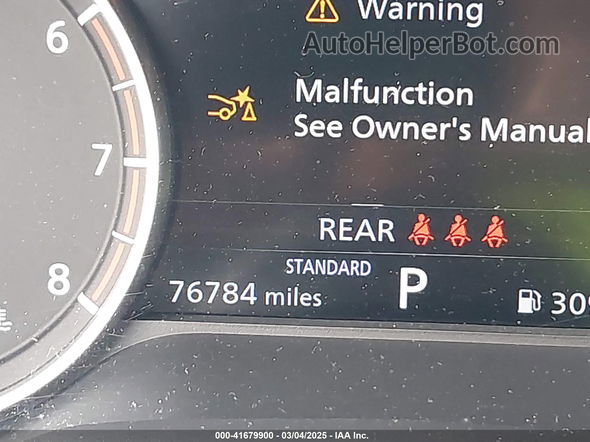 6
Warning
AutoHelperBot.com
Malfunction
See Owner's Manual
7
REAR
STANDARD
8
76784 miles
P
000-41679900 - 03/04/2025 - IAA Inc.